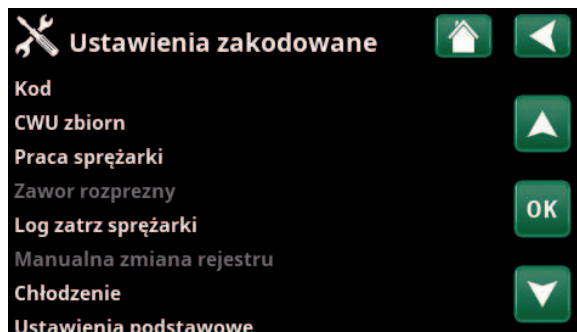 Ustawienia zakodowane
Kod
CWU zbiorn
Praca sprężarki
Zawor rozprezny
OK
Log zatrz sprężarki
Manualna zmiana rejestru
Chłodzenie
Ustawienia podstawowe